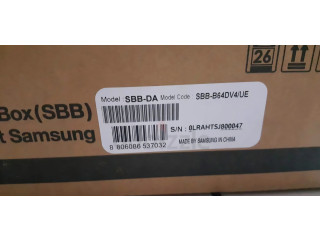 26
Model : SBB-DA Model Code : SBB-B64DV4/UE
Box(SBB)
t Samsung
S/N : 0LRAHTSJ800047
8 806088 537032
MADE BY SAMSUNG IN CHINA